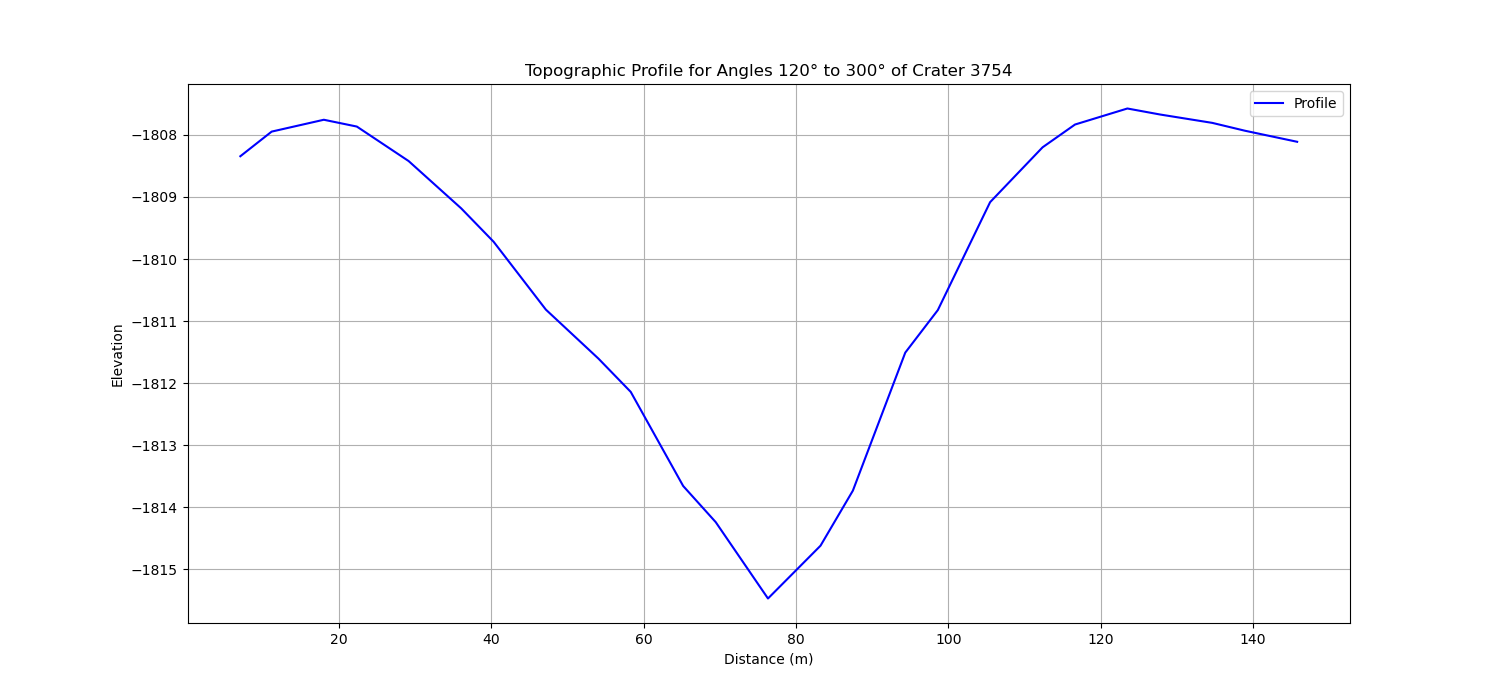 Topographic Profile for Angles 120° to 300° of Crater 3754
Profile
−1808
−1809
−1810
−1811
−1812
−1813
−1814
−1815
Elevation
20 40 60 80 100 120 140
Distance (m)